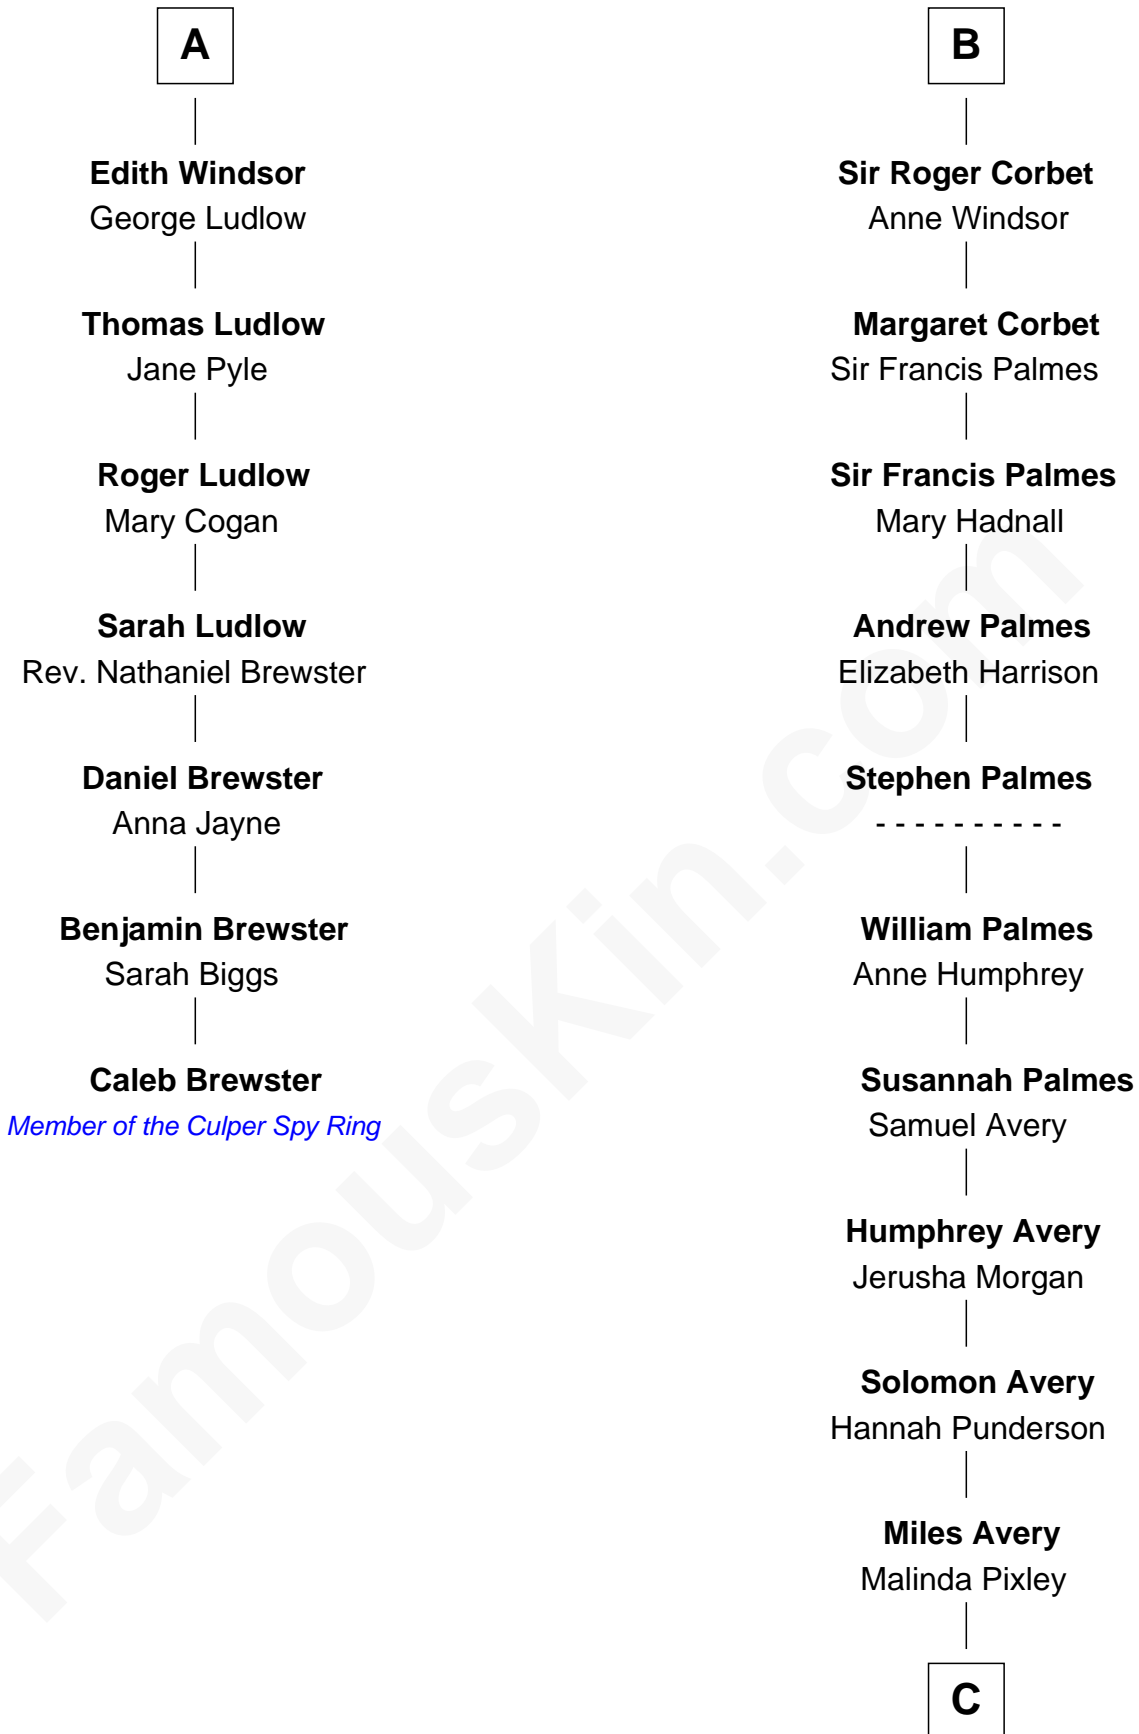 A
Edith Windsor
George Ludlow
Thomas Ludlow
Jane Pyle
Roger Ludlow
Mary Cogan
Sarah Ludlow
Rev. Nathaniel Brewster
Daniel Brewster
Anna Jayne
Benjamin Brewster
Sarah Biggs
Caleb Brewster
Member of the Culper Spy Ring
B
Sir Roger Corbet
Anne Windsor
Margaret Corbet
Sir Francis Palmes
Sir Francis Palmes
Mary Hadnall
Andrew Palmes
Elizabeth Harrison
Stephen Palmes
- - - - - - - - - -
William Palmes
Anne Humphrey
Susannah Palmes
Samuel Avery
Humphrey Avery
Jerusha Morgan
Solomon Avery
Hannah Punderson
Miles Avery
Malinda Pixley
C
FamousKin.com